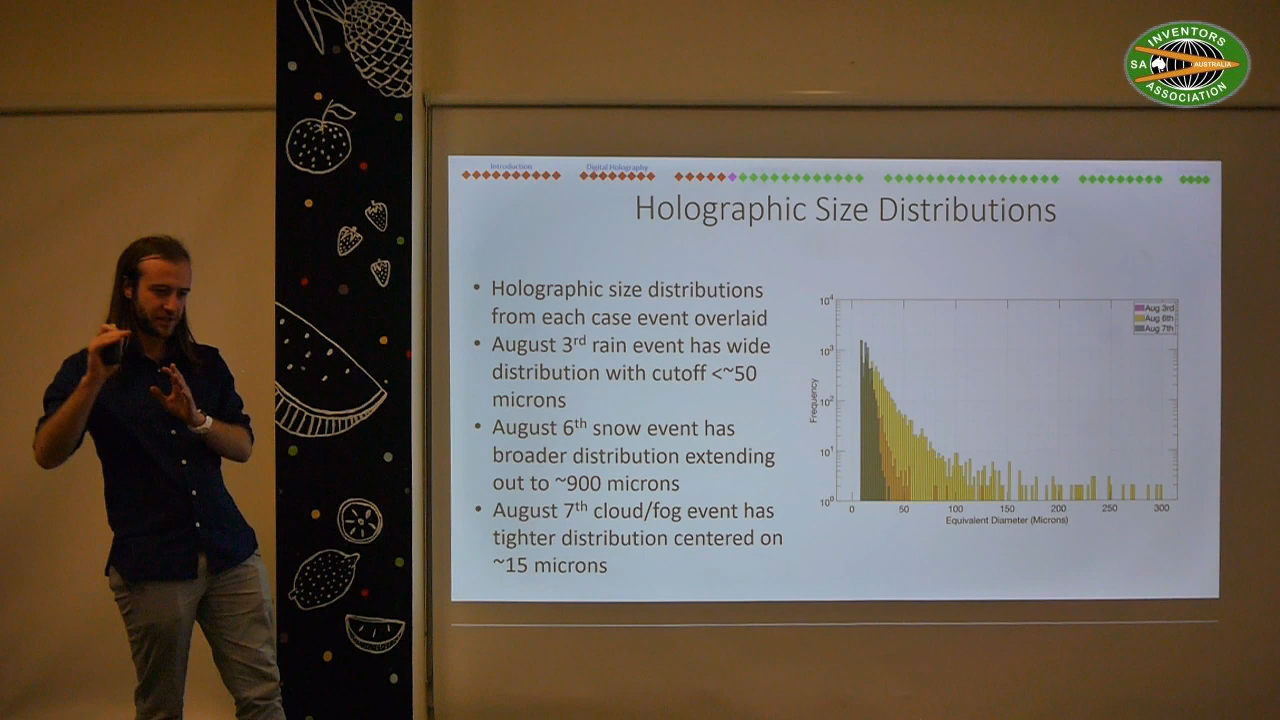 INVENTORS
SA AUSTRALIA
ASSOCIATION
Introduction
Digital Holography
Holographic Size Distributions
• Holographic size distributions
from each case event overlaid
• August 3rd rain event has wide
distribution with cutoff <~50
microns
• August 6th snow event has
broader distribution extending
out to ~900 microns
• August 7th cloud/fog event has
tighter distribution centered on
~15 microns
Aug 3rd
Aug 6th
Aug 7th
10^4
10^3
10^2
10^1
10^0
Frequency
0 50 100 150 200 250 300
Equivalent Diameter (Microns)